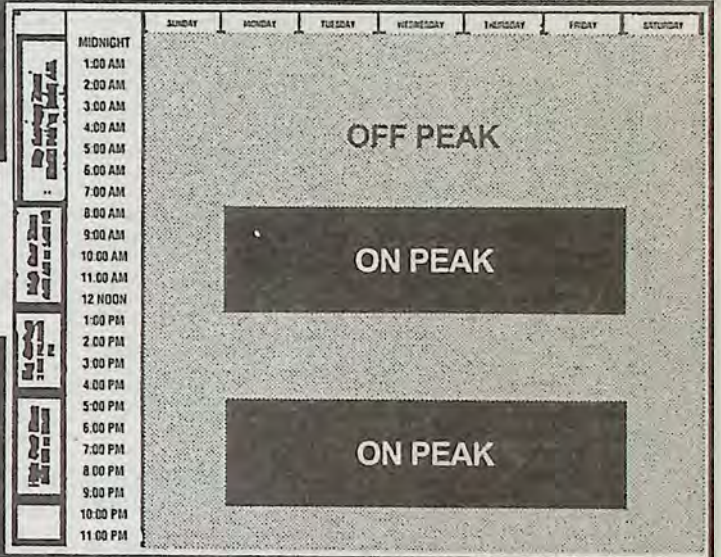 SUNDAY MONDAY TUESDAY WEDNESDAY THURSDAY FRIDAY SATURDAY
MIDNIGHT
1:00 AM
2:00 AM
3:00 AM
4:00 AM
OFF PEAK
5:00 AM
6:00 AM
7:00 AM
8:00 AM
9:00 AM
10:00 AM
ON PEAK
11:00 AM
12 NOON
1:00 PM
2:00 PM
3:00 PM
4:00 PM
5:00 PM
6:00 PM
7:00 PM
ON PEAK
8:00 PM
9:00 PM
10:00 PM
11:00 PM